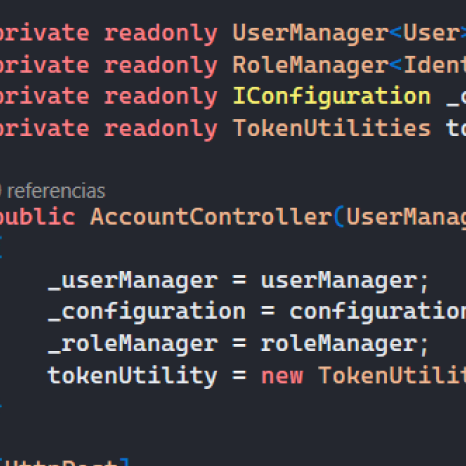 private readonly UserManager<User>
private readonly RoleManager<Ident
private readonly IConfiguration _c
private readonly TokenUtilities to
0 referencias
public AccountController(UserManag
{
_userManager = userManager;
_configuration = configuration
_roleManager = roleManager;
tokenUtility = new TokenUtilit
}
[HttpPost]